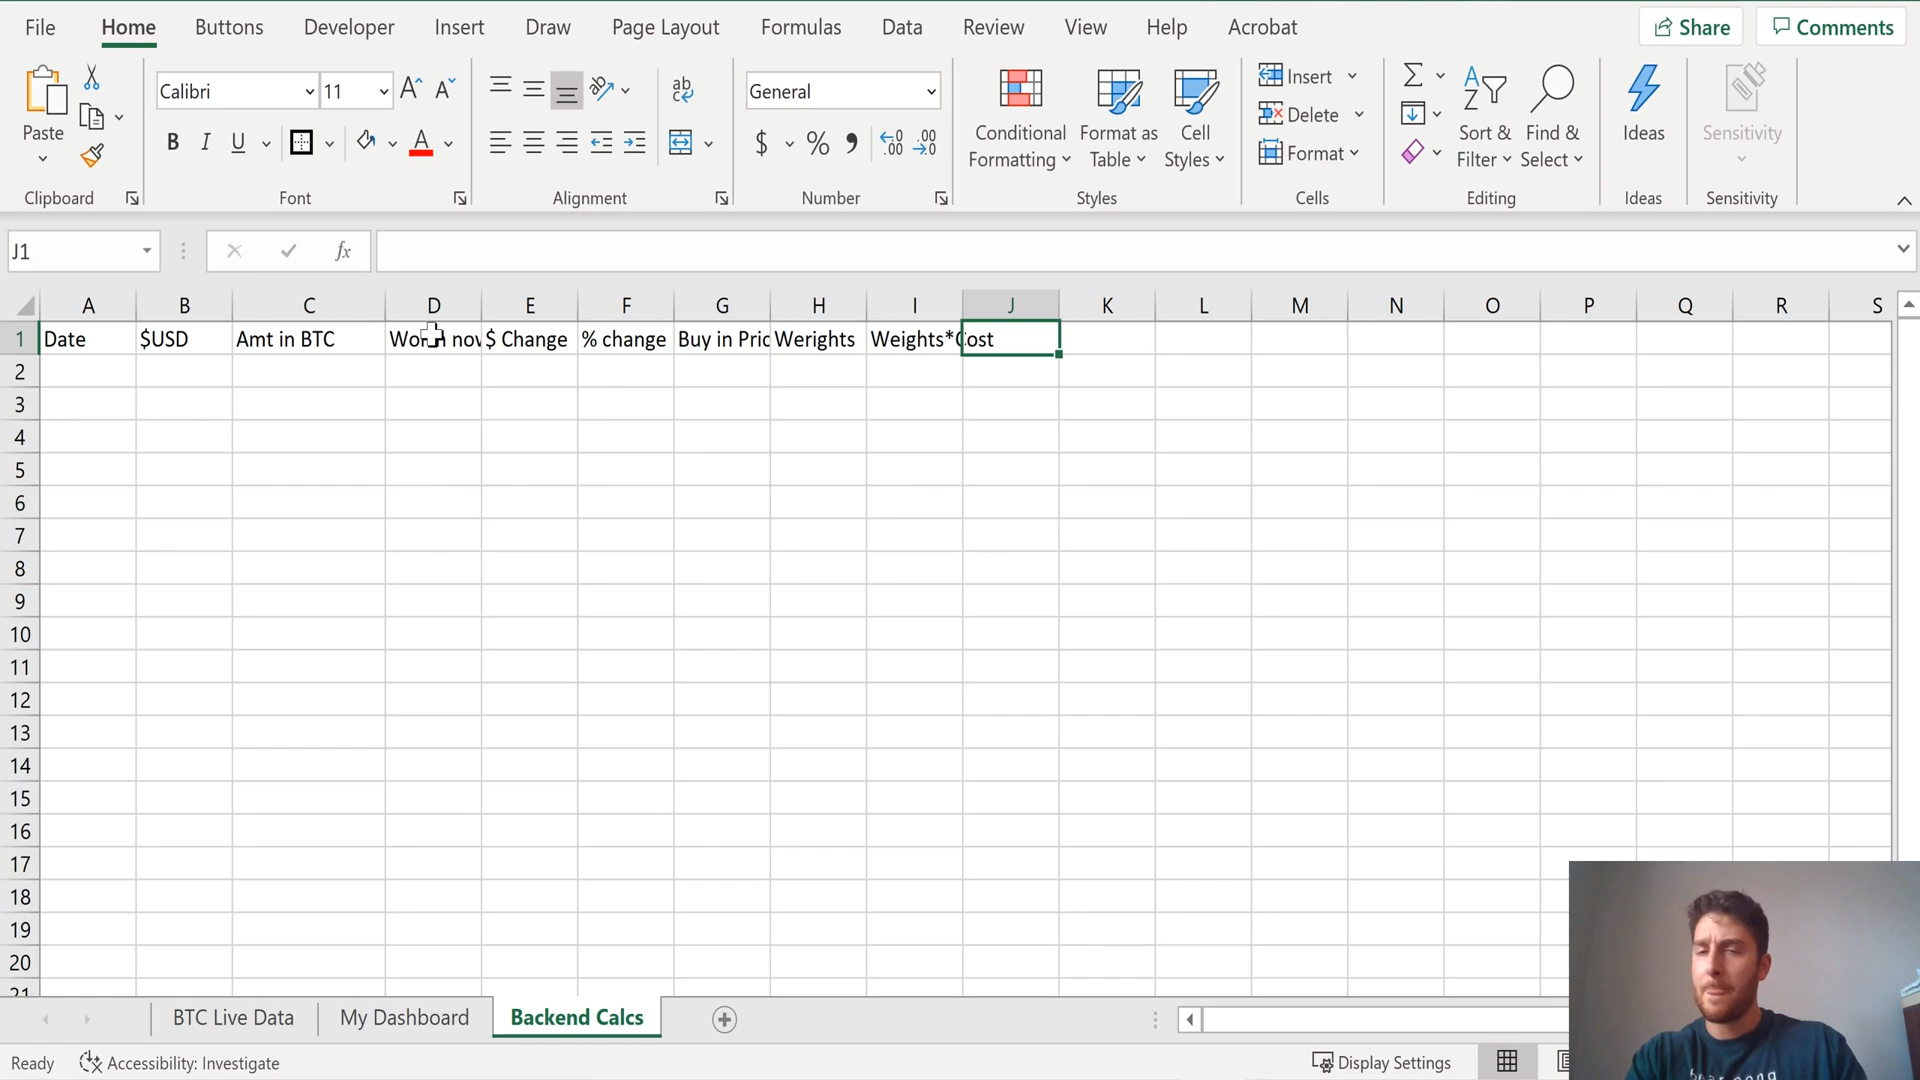 File Home Buttons Developer Insert Draw Page Layout Formulas Data Review View Help Acrobat Share Comments
Calibri 11 ab General Insert
Paste Delete
B I U A $ % Conditional Format as Cell Format Sort & Find & Ideas Sensitivity
Formatting Table Styles Filter Select
Clipboard Font Alignment Number Styles Cells Editing Ideas Sensitivity
J1 fx
A B C D E F G H I J K L M N O P Q R S
1 Date $USD Amt in BTC $ Change % change Buy in Pric Werights Weights*Cost
2
3
4
5
6
7
8
9
10
11
12
13
14
15
16
17
18
19
20
21
BTC Live Data My Dashboard Backend Calcs
Ready Accessibility: Investigate Display Settings